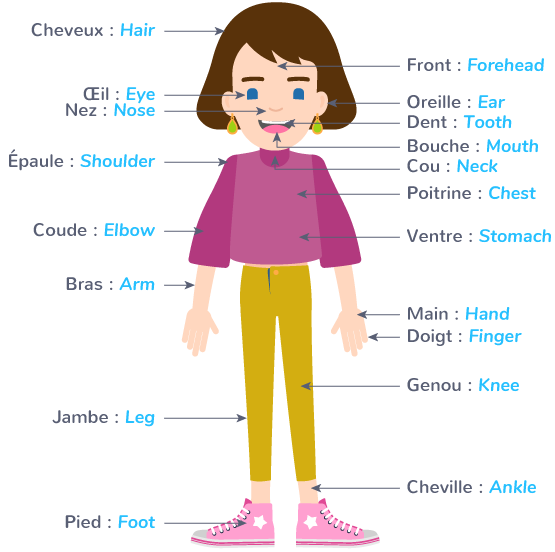 Cheveux : Hair
Front : Forehead
Œil : Eye
Oreille : Ear
Nez : Nose
Dent : Tooth
Bouche : Mouth
Épaule : Shoulder
Cou : Neck
Poitrine : Chest
Coude : Elbow
Ventre : Stomach
Bras : Arm
Main : Hand
Doigt : Finger
Genou : Knee
Jambe : Leg
Cheville : Ankle
Pied : Foot